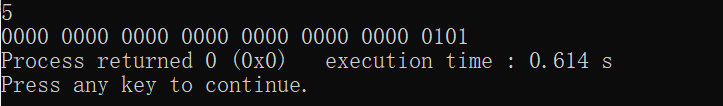 5
0000 0000 0000 0000 0000 0000 0000 0101
Process returned 0 (0x0)   execution time : 0.614 s
Press any key to continue.